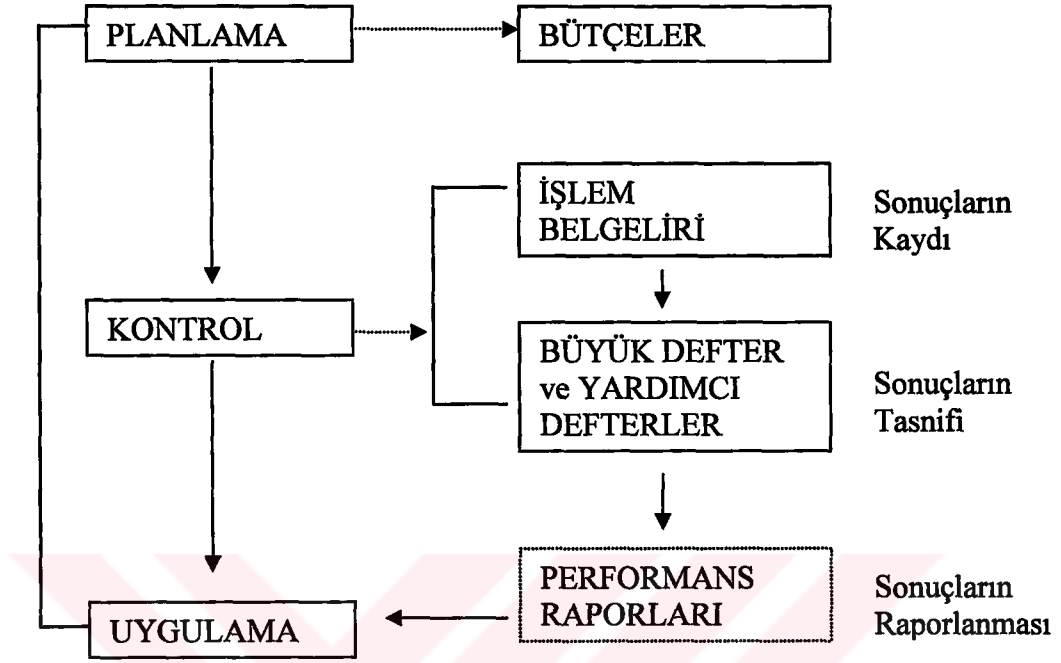 PLANLAMA
BÜTÇELER
İŞLEM
BELGELİRİ
Sonuçların
Kaydı
KONTROL
BÜYÜK DEFTER
ve YARDIMCI
DEFTERLER
Sonuçların
Tasnifi
PERFORMANS
RAPORLARI
Sonuçların
Raporlanması
UYGULAMA